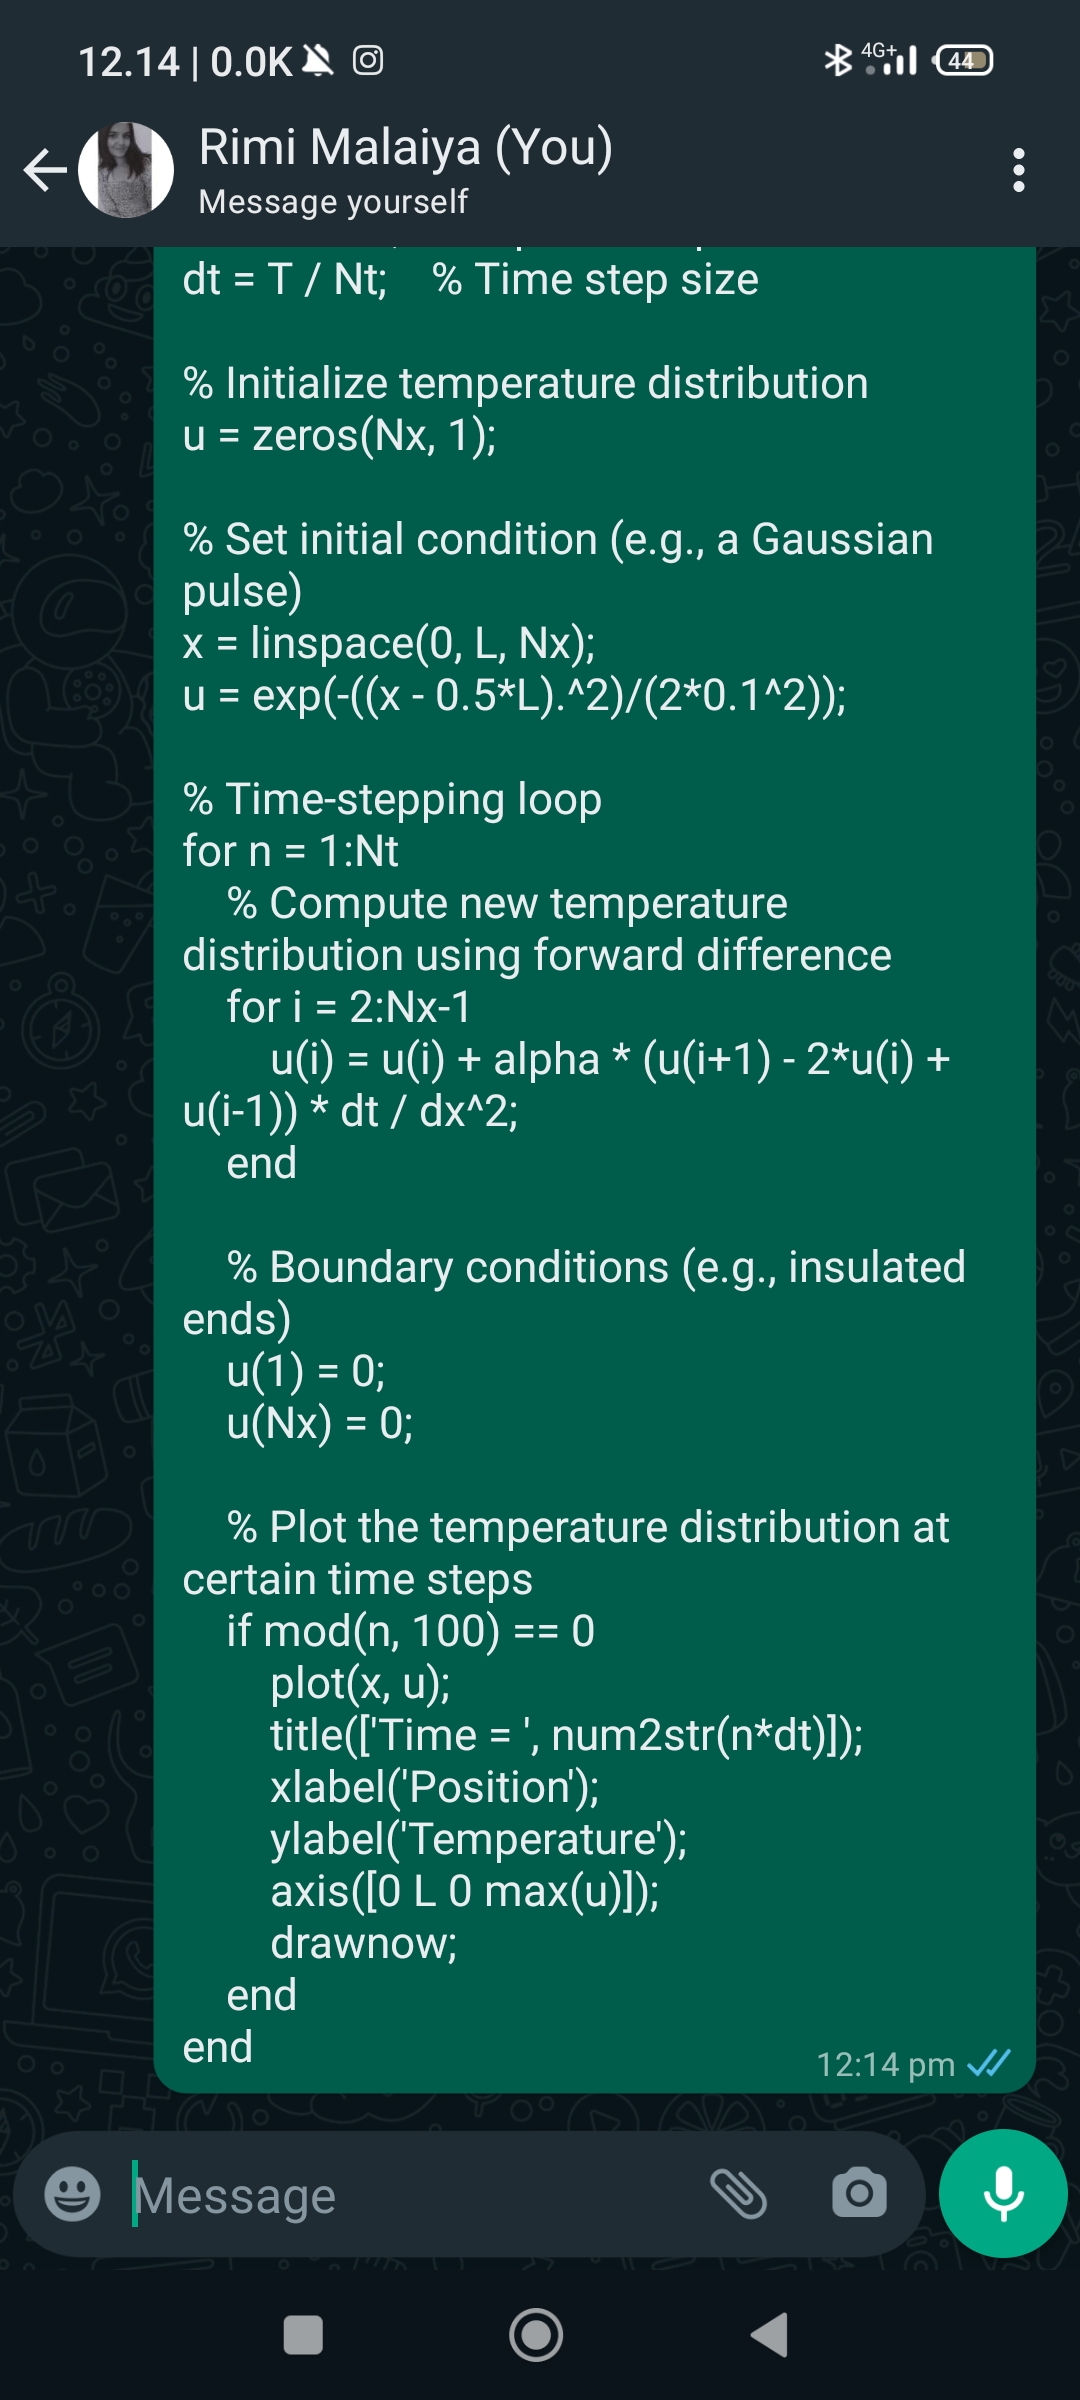 12.14 | 0.0K
4G+
44
Rimi Malaiya (You)
Message yourself
dt = T / Nt;    % Time step size
% Initialize temperature distribution
u = zeros(Nx, 1);
% Set initial condition (e.g., a Gaussian
pulse)
x = linspace(0, L, Nx);
u = exp(-((x - 0.5*L).^2)/(2*0.1^2));
% Time-stepping loop
for n = 1:Nt
    % Compute new temperature
distribution using forward difference
    for i = 2:Nx-1
        u(i) = u(i) + alpha * (u(i+1) - 2*u(i) +
u(i-1)) * dt / dx^2;
    end
    % Boundary conditions (e.g., insulated
ends)
    u(1) = 0;
    u(Nx) = 0;
    % Plot the temperature distribution at
certain time steps
    if mod(n, 100) == 0
        plot(x, u);
        title(['Time = ', num2str(n*dt)]);
        xlabel('Position');
        ylabel('Temperature');
        axis([0 L 0 max(u)]);
        drawnow;
    end
end
12:14 pm
Message